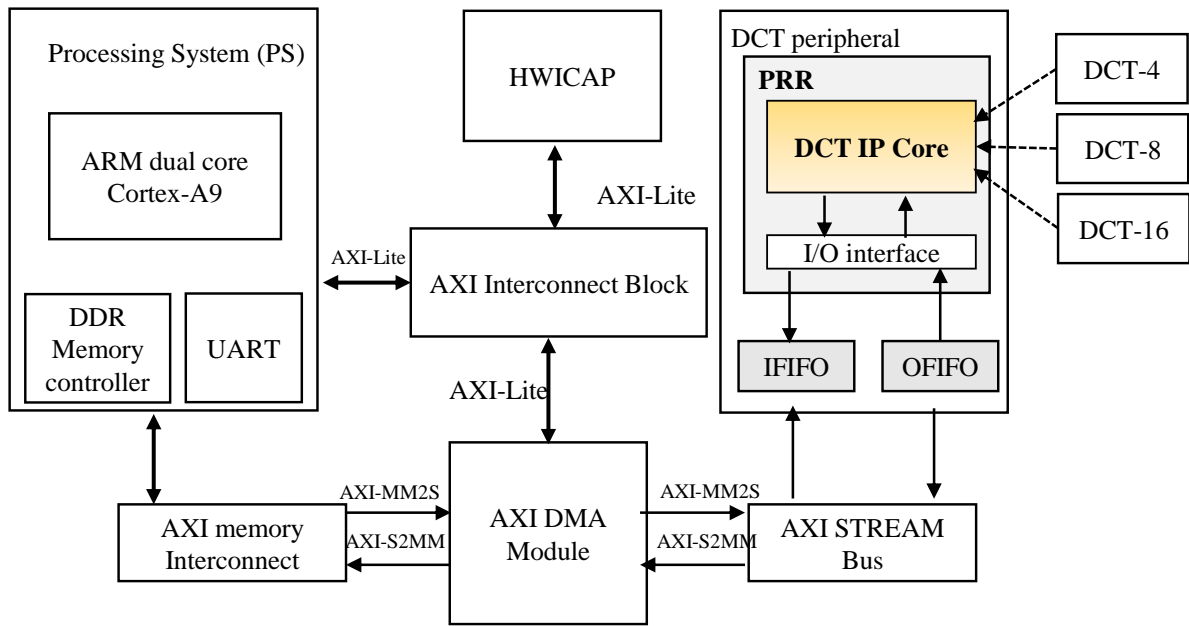 Processing System (PS)
ARM dual core
Cortex-A9
DDR
Memory
controller
UART
HWICAP
AXI-Lite
AXI-Lite
AXI Interconnect Block
AXI-Lite
DCT peripheral
PRR
DCT IP Core
I/O interface
IFIFO
OFIFO
DCT-4
DCT-8
DCT-16
AXI memory
Interconnect
AXI-MM2S
AXI-S2MM
AXI DMA
Module
AXI-MM2S
AXI-S2MM
AXI STREAM
Bus